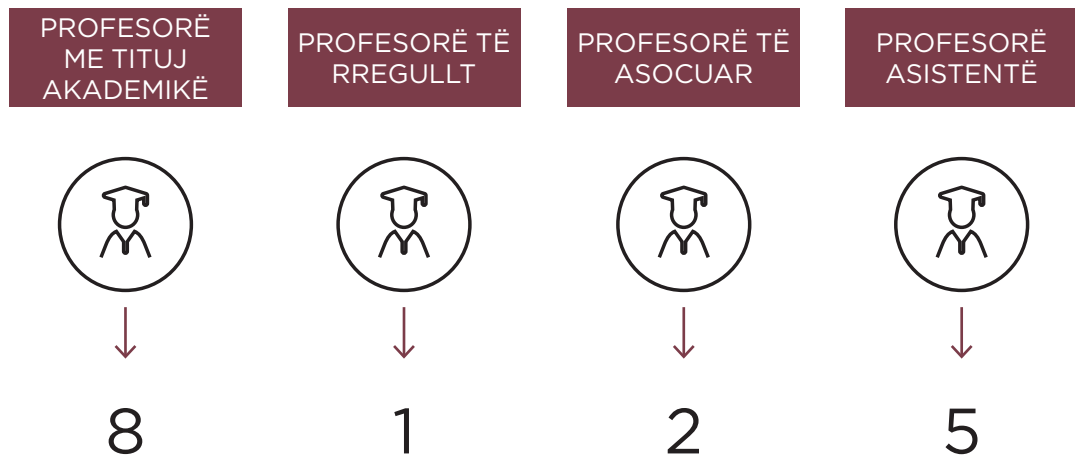 PROFESORË
ME TITUJ
AKADEMIKË
PROFESORË TË
RREGULLT
PROFESORË TË
ASOCUAR
PROFESORË
ASISTENTË
8
1
2
5